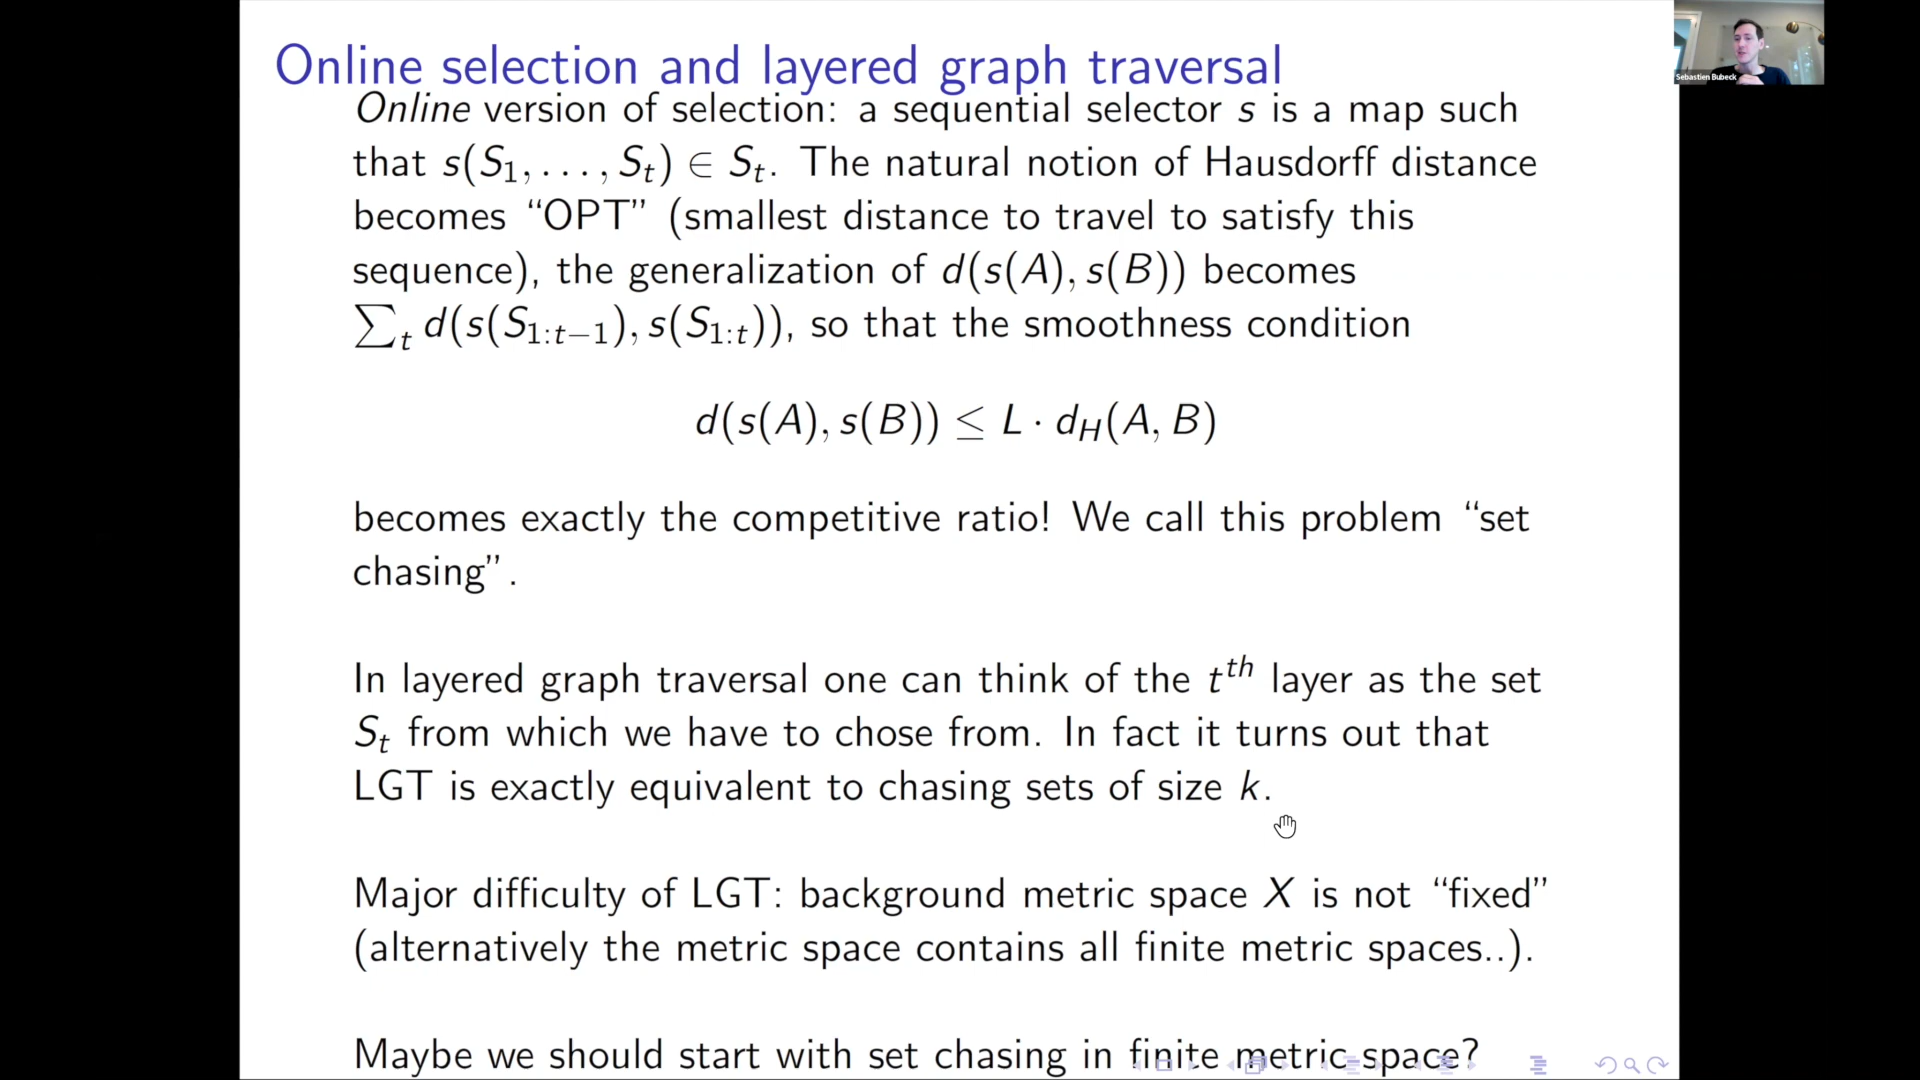 Online selection and layered graph traversal
Sebastien Bubeck
Online version of selection: a sequential selector s is a map such
that s(S₁, . . . , Sₜ) ∈ Sₜ. The natural notion of Hausdorff distance
becomes “OPT” (smallest distance to travel to satisfy this
sequence), the generalization of d(s(A), s(B)) becomes
∑ₜ d(s(S₁:ₜ₋₁), s(S₁:ₜ)), so that the smoothness condition
d(s(A), s(B)) ≤ L · d_H(A, B)
becomes exactly the competitive ratio! We call this problem “set
chasing”.
In layered graph traversal one can think of the tᵗʰ layer as the set
Sₜ from which we have to chose from. In fact it turns out that
LGT is exactly equivalent to chasing sets of size k.
Major difficulty of LGT: background metric space X is not “fixed”
(alternatively the metric space contains all finite metric spaces..).
Maybe we should start with set chasing in finite metric space?